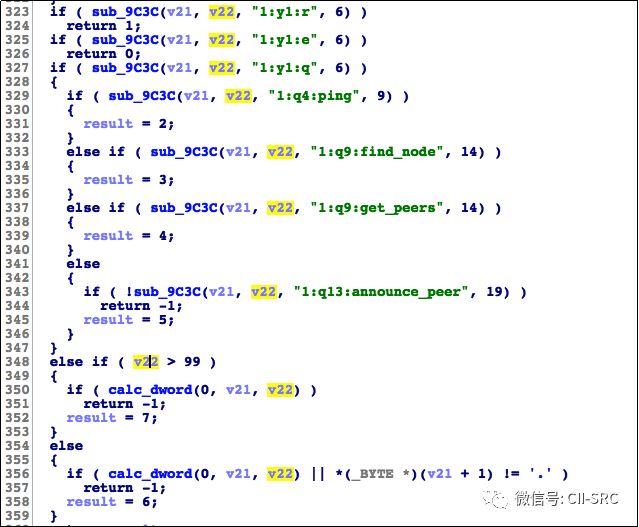 323 if ( sub_9C3C(v21, v22, "1:y1:r", 6) )
324 return 1;
325 if ( sub_9C3C(v21, v22, "1:y1:e", 6) )
326 return 0;
327 if ( sub_9C3C(v21, v22, "1:y1:q", 6) )
328 {
329 if ( sub_9C3C(v21, v22, "1:q4:ping", 9) )
330 {
331 result = 2;
332 }
333 else if ( sub_9C3C(v21, v22, "1:q9:find_node", 14) )
334 {
335 result = 3;
336 }
337 else if ( sub_9C3C(v21, v22, "1:q9:get_peers", 14) )
338 {
339 result = 4;
340 }
341 else
342 {
343 if ( !sub_9C3C(v21, v22, "1:q13:announce_peer", 19) )
344 return -1;
345 result = 5;
346 }
347 }
348 else if ( v22 > 99 )
349 {
350 if ( calc_dword(0, v21, v22) )
351 return -1;
352 result = 7;
353 }
354 else
355 {
356 if ( calc_dword(0, v21, v22) || *(_BYTE *)(v21 + 1) != '.' )
357 return -1;
358 result = 6;
359 }
微信号: CII-SRC